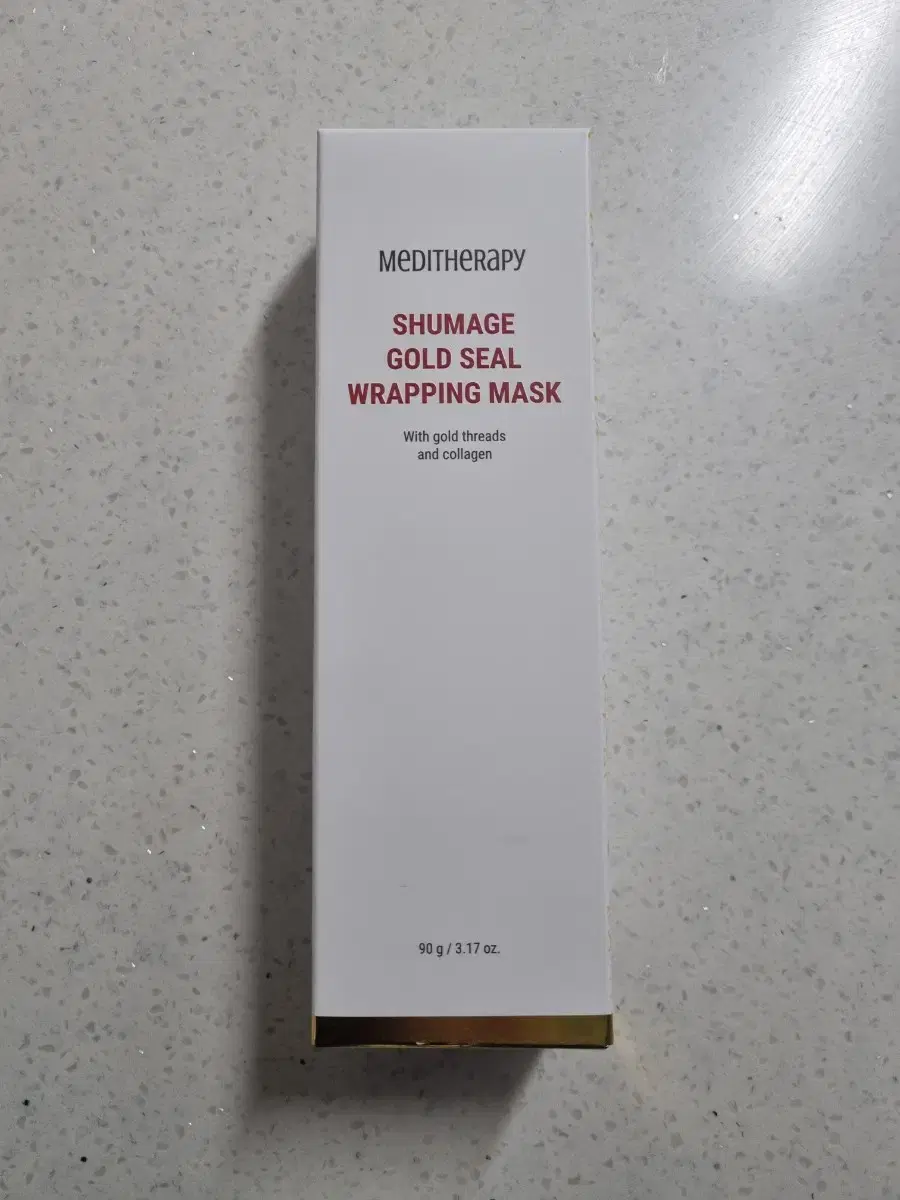 MEDITHERAPY
SHUMAGE
GOLD SEAL
WRAPPING MASK
With gold threads
and collagen
90 g / 3.17 oz.